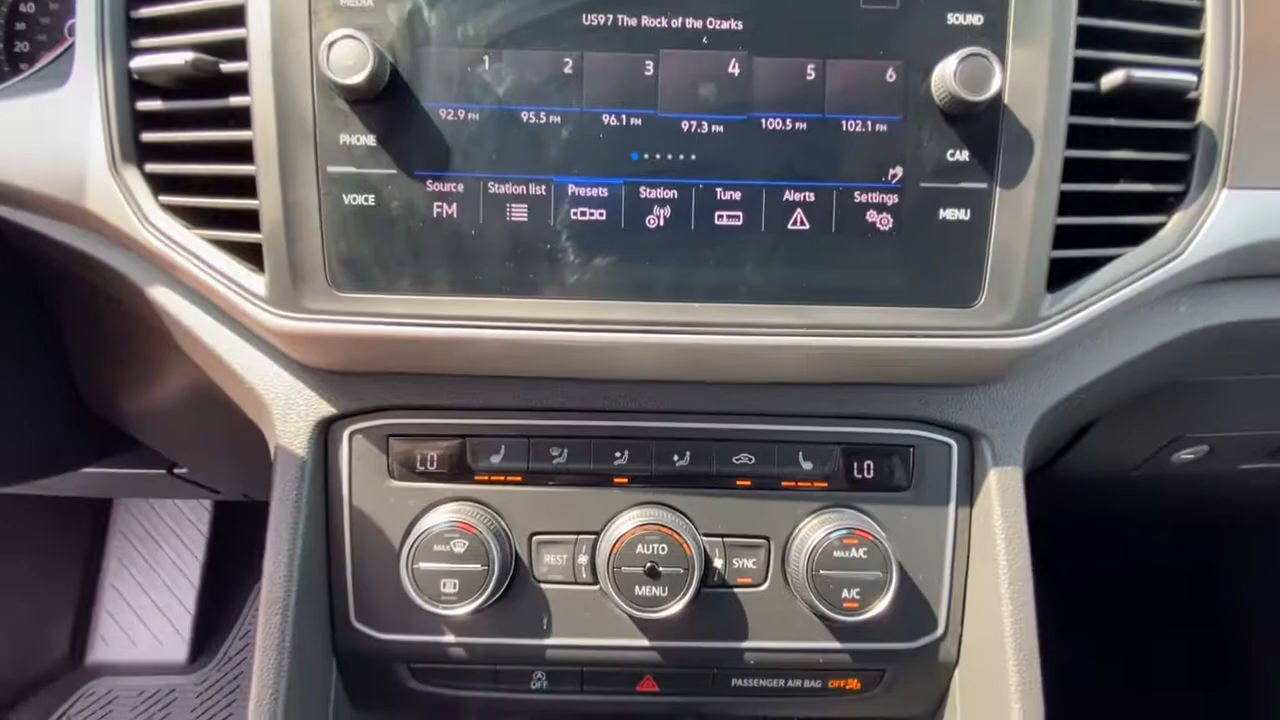 40
20
MEDIA
US97 The Rock of the Ozarks
SOUND
1 2 3 4 5 6
92.9 FM 95.5 FM 96.1 FM 97.3 FM 100.5 FM 102.1 FM
PHONE
CAR
VOICE
Source Station list Presets Station Tune Alerts Settings
FM
MENU
LO
LO
MAX
REST
AUTO
MENU
SYNC
MAX A/C
A/C
OFF
PASSENGER AIR BAG OFF